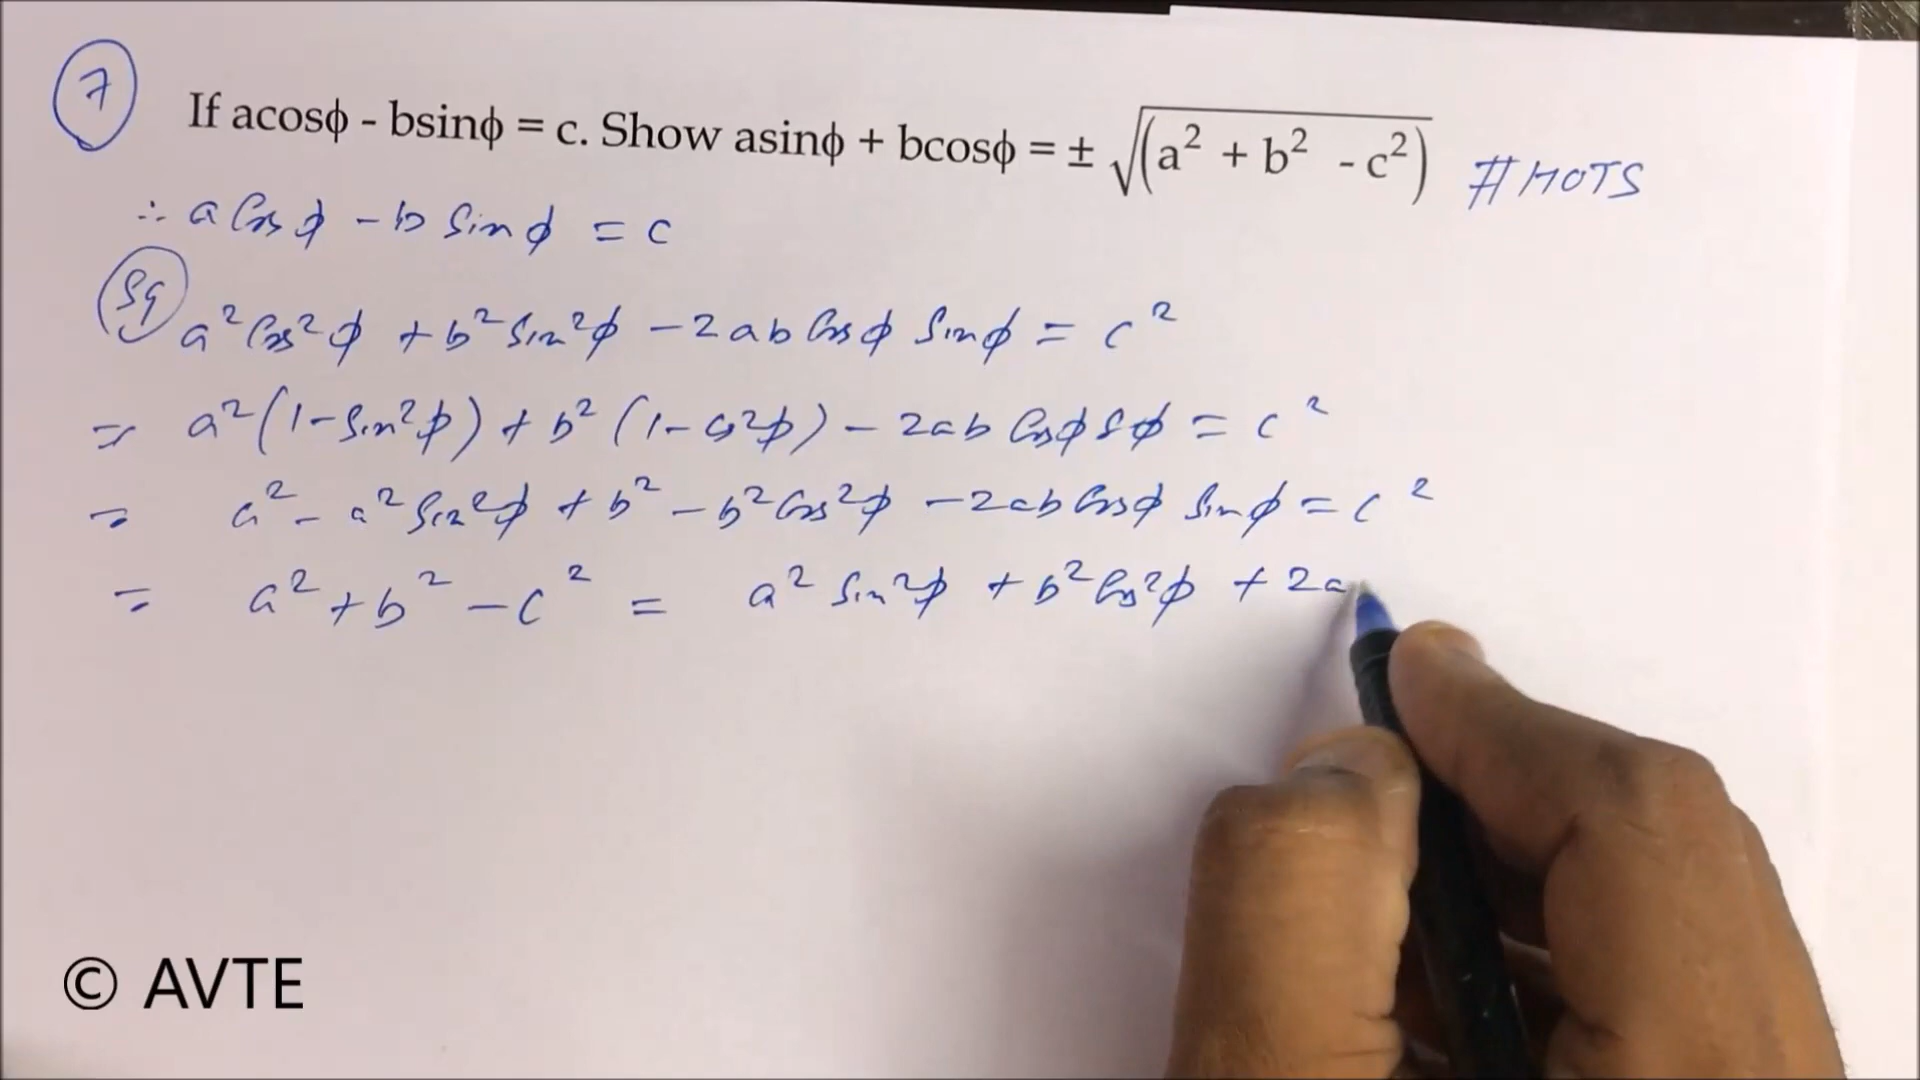 7
If acosϕ - bsinϕ = c. Show asinϕ + bcosϕ = ± √(a² + b² - c²) #HOTS
∴ a Cos ϕ - b Sin ϕ = c
Sq
a² Cos² ϕ + b² Sin² ϕ - 2ab Cos ϕ Sin ϕ = c²
⇒ a² (1 - Sin² ϕ) + b² (1 - Cs² ϕ) - 2ab Cos ϕ S ϕ = c²
⇒ a² - a² Sin² ϕ + b² - b² Cos² ϕ - 2ab Cos ϕ Sin ϕ = c²
= a² + b² - c² = a² Sin² ϕ + b² Cos² ϕ + 2a
© AVTE